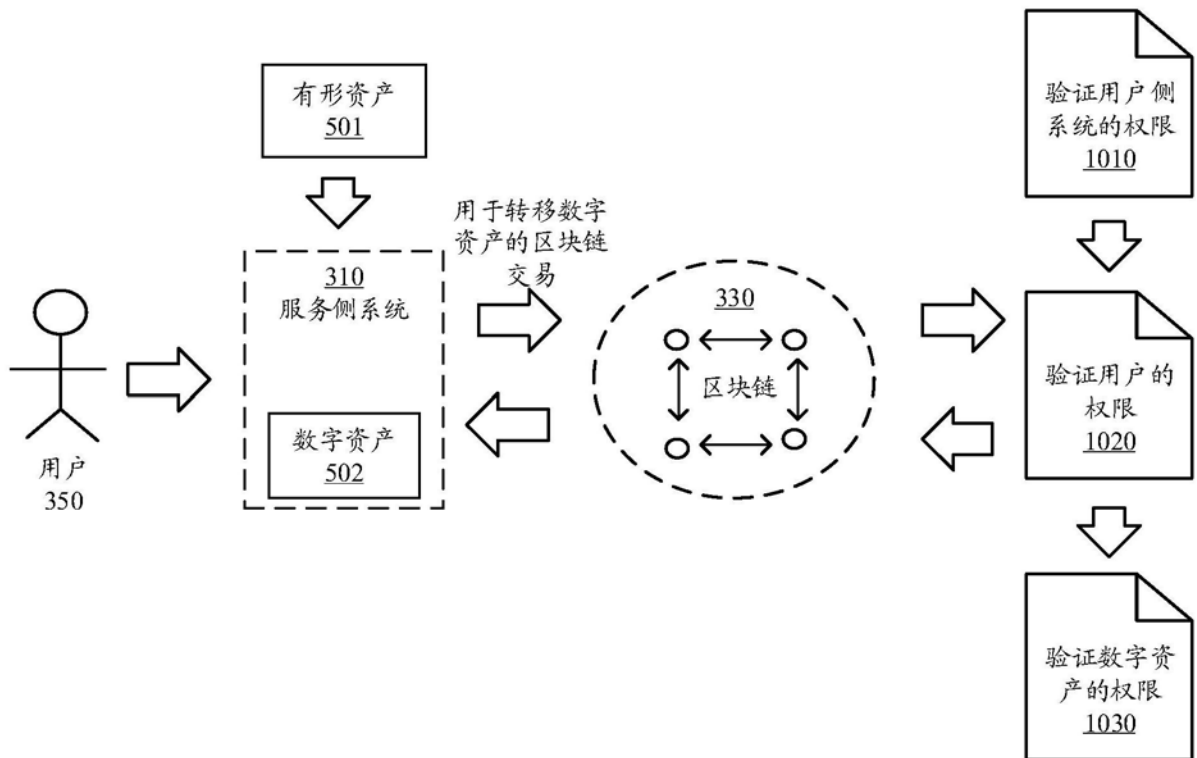 有形资产
501
用于转移数字
资产的区块链
交易
310
服务侧系统
数字资产
502
用户
350
330
区块链
验证用户侧
系统的权限
1010
验证用户的
权限
1020
验证数字资
产的权限
1030